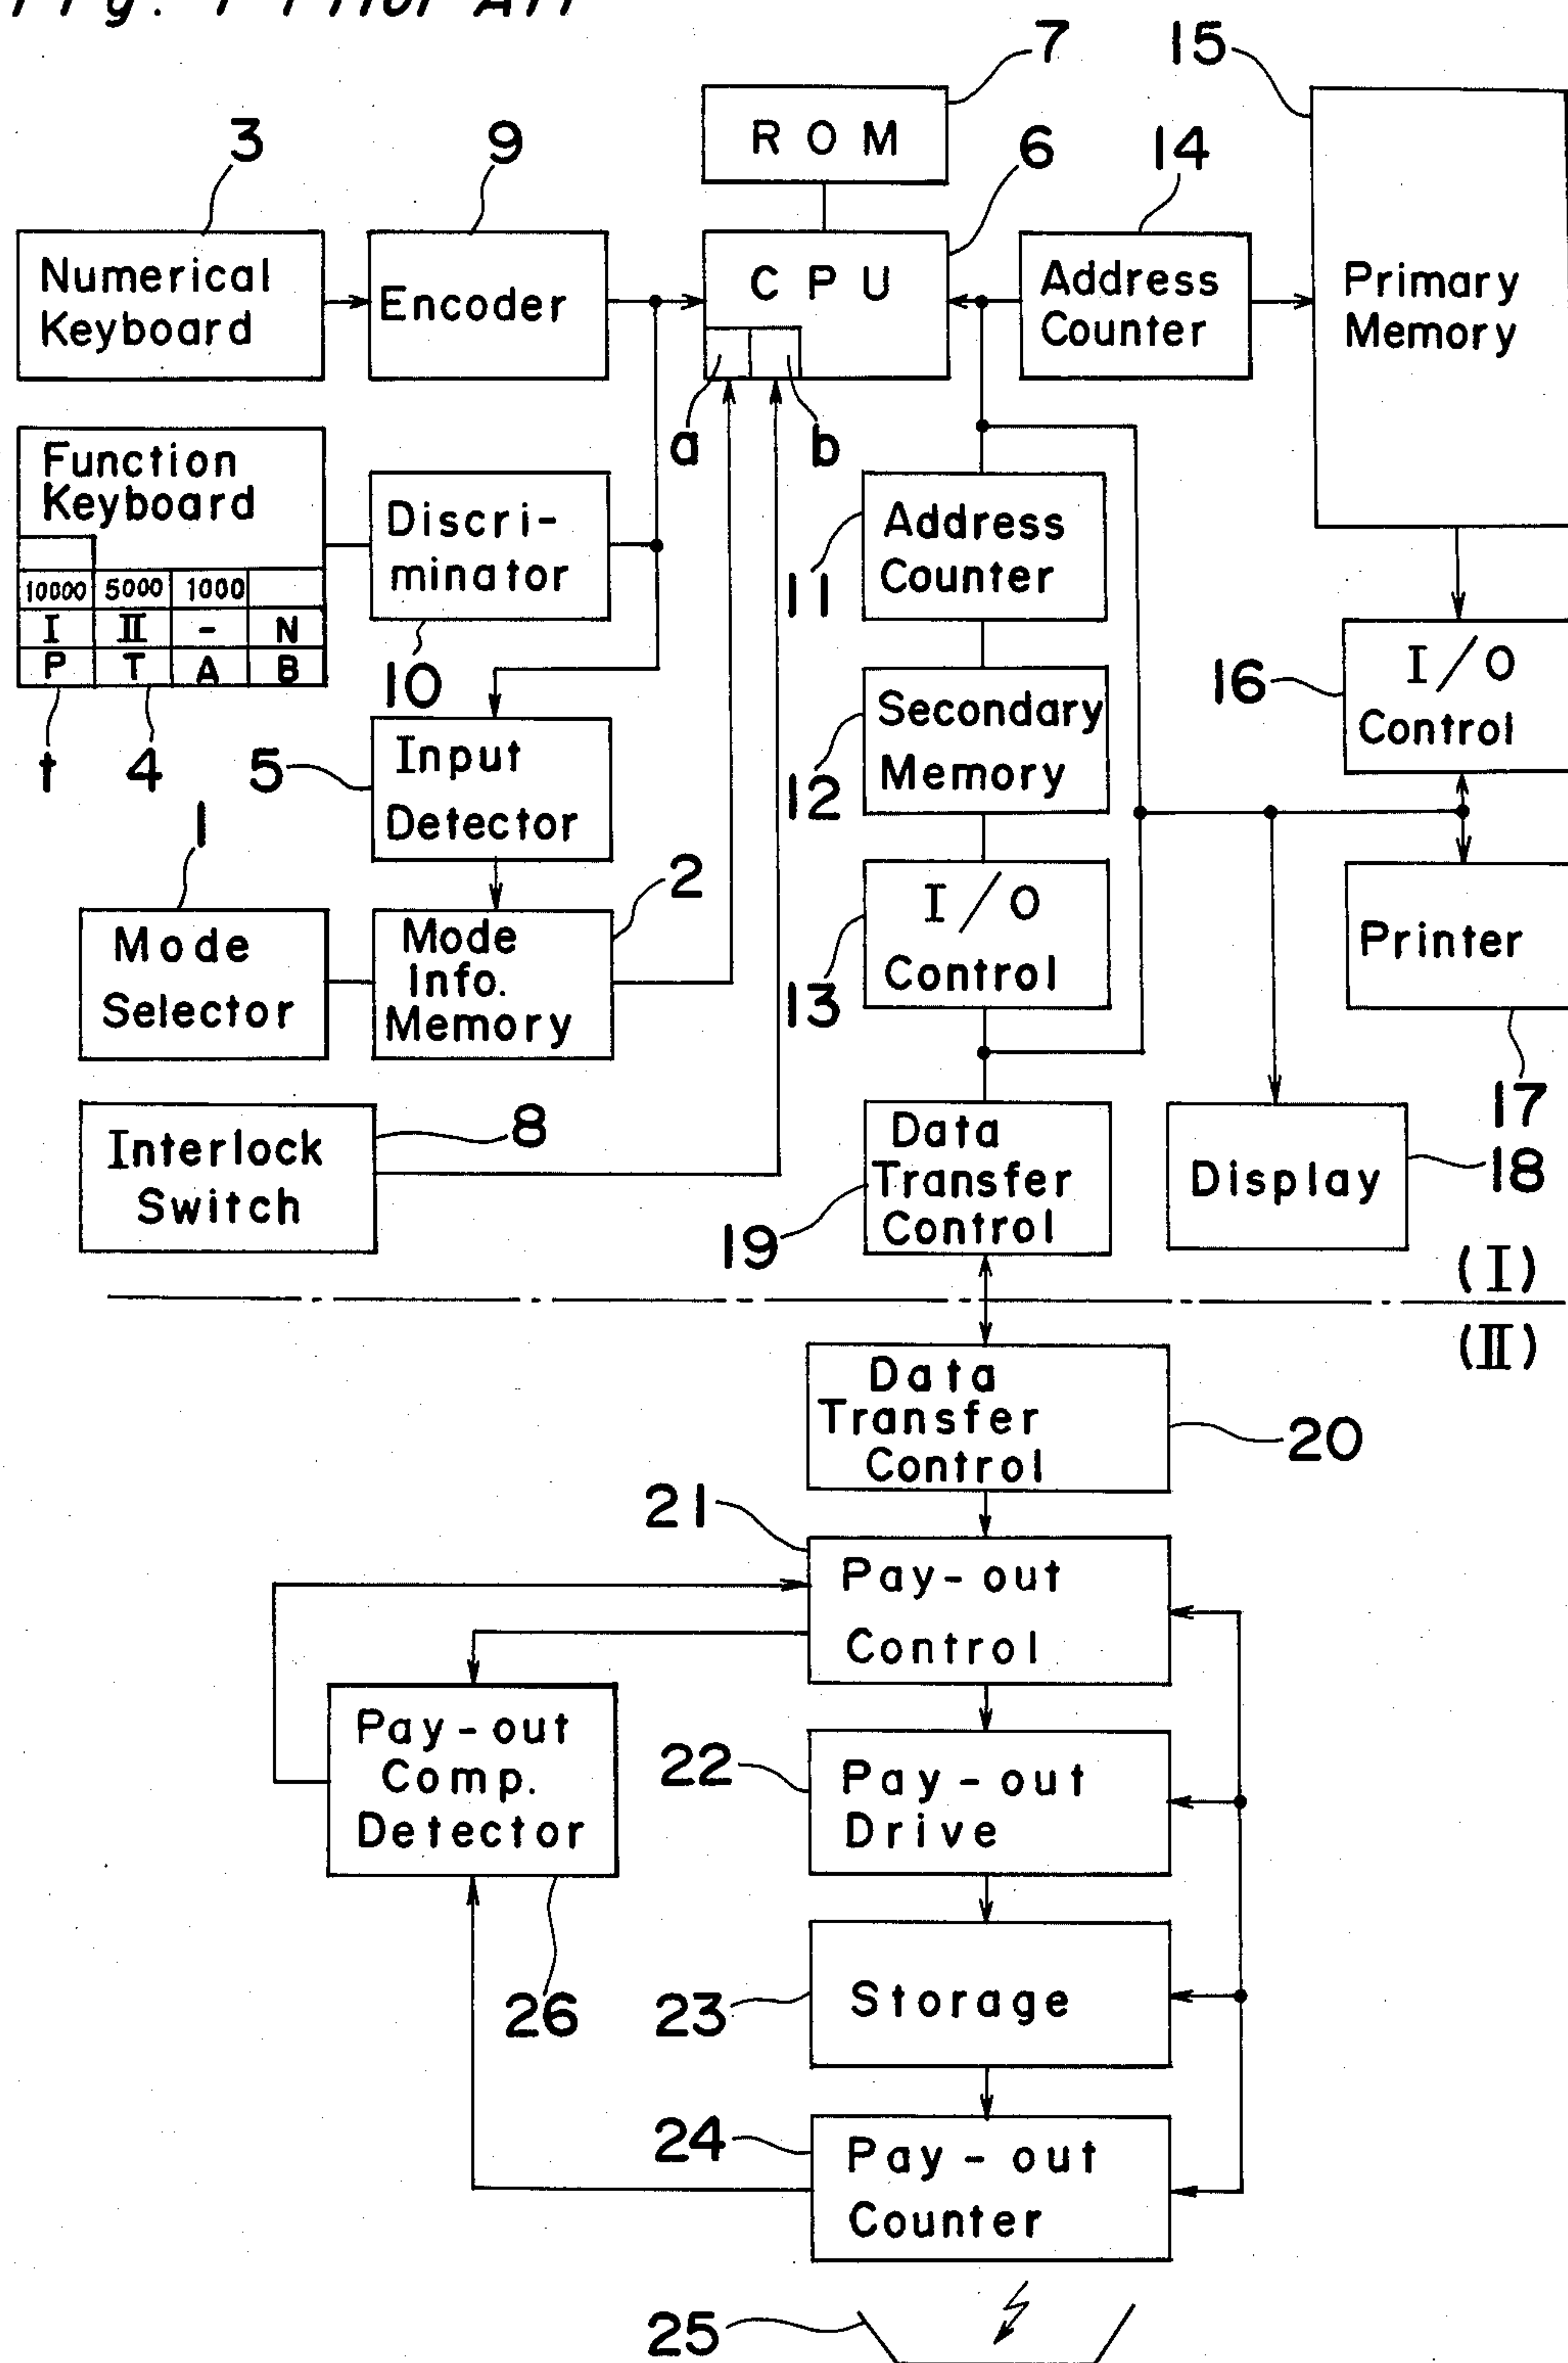 Fig. 1 Prior Art
7
15
ROM
3
9
6
14
Numerical
Keyboard
Encoder
CPU
Address
Counter
Primary
Memory
a
b
Function
Keyboard
10000 5000 1000
I II - N
P T A B
Discri-
minator
Address
Counter
11
10
t
4
5
Input
Detector
Secondary
Memory
12
I/O
Control
16
1
2
Mode
Selector
Mode
Info.
Memory
I/O
Control
13
Printer
17
Interlock
Switch
8
Data
Transfer
Control
19
Display
18
(I)
(II)
Data
Transfer
Control
20
21
Pay-out
Control
Pay-out
Comp.
Detector
22
Pay-out
Drive
26
23
Storage
24
Pay-out
Counter
25